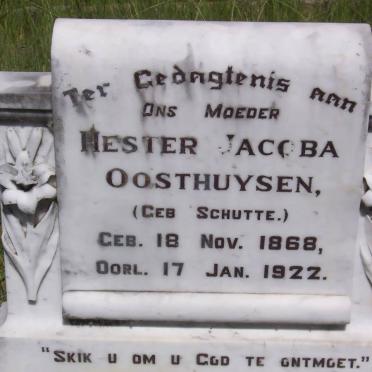 Ter Gedagtenis aan
Ons Moeder
Hester Jacoba
Oosthuysen,
(Geb Schutte.)
Geb. 18 Nov. 1868,
Oorl. 17 Jan. 1922.
"Skik u om u God te ontmoet."